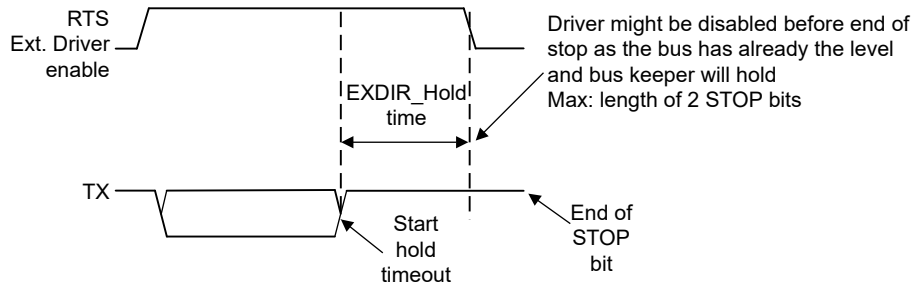 RTS
Ext. Driver
enable
Driver might be disabled before end of
stop as the bus has already the level
and bus keeper will hold
Max: length of 2 STOP bits
EXDIR_Hold
time
TX
Start
hold
timeout
End of
STOP
bit